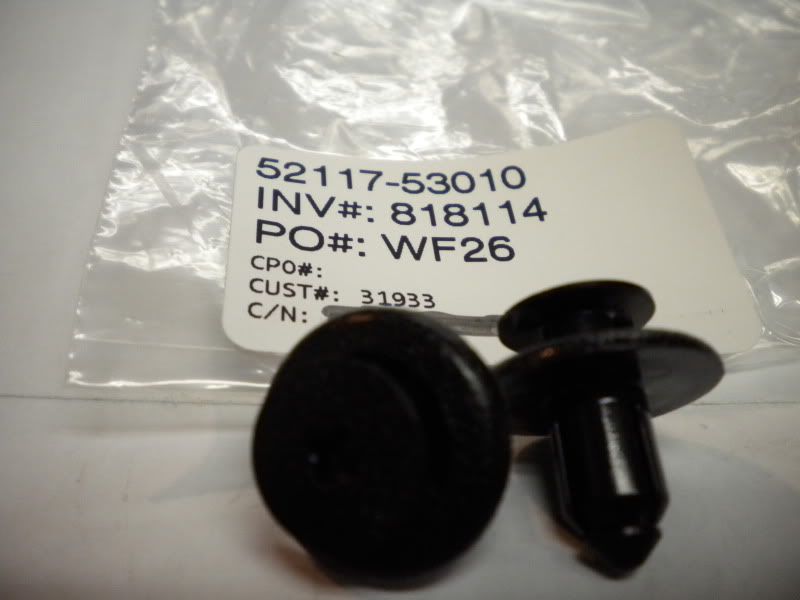 52117-53010
INV#: 818114
PO#: WF26
CPO#:
CUST#: 31933
C/N: